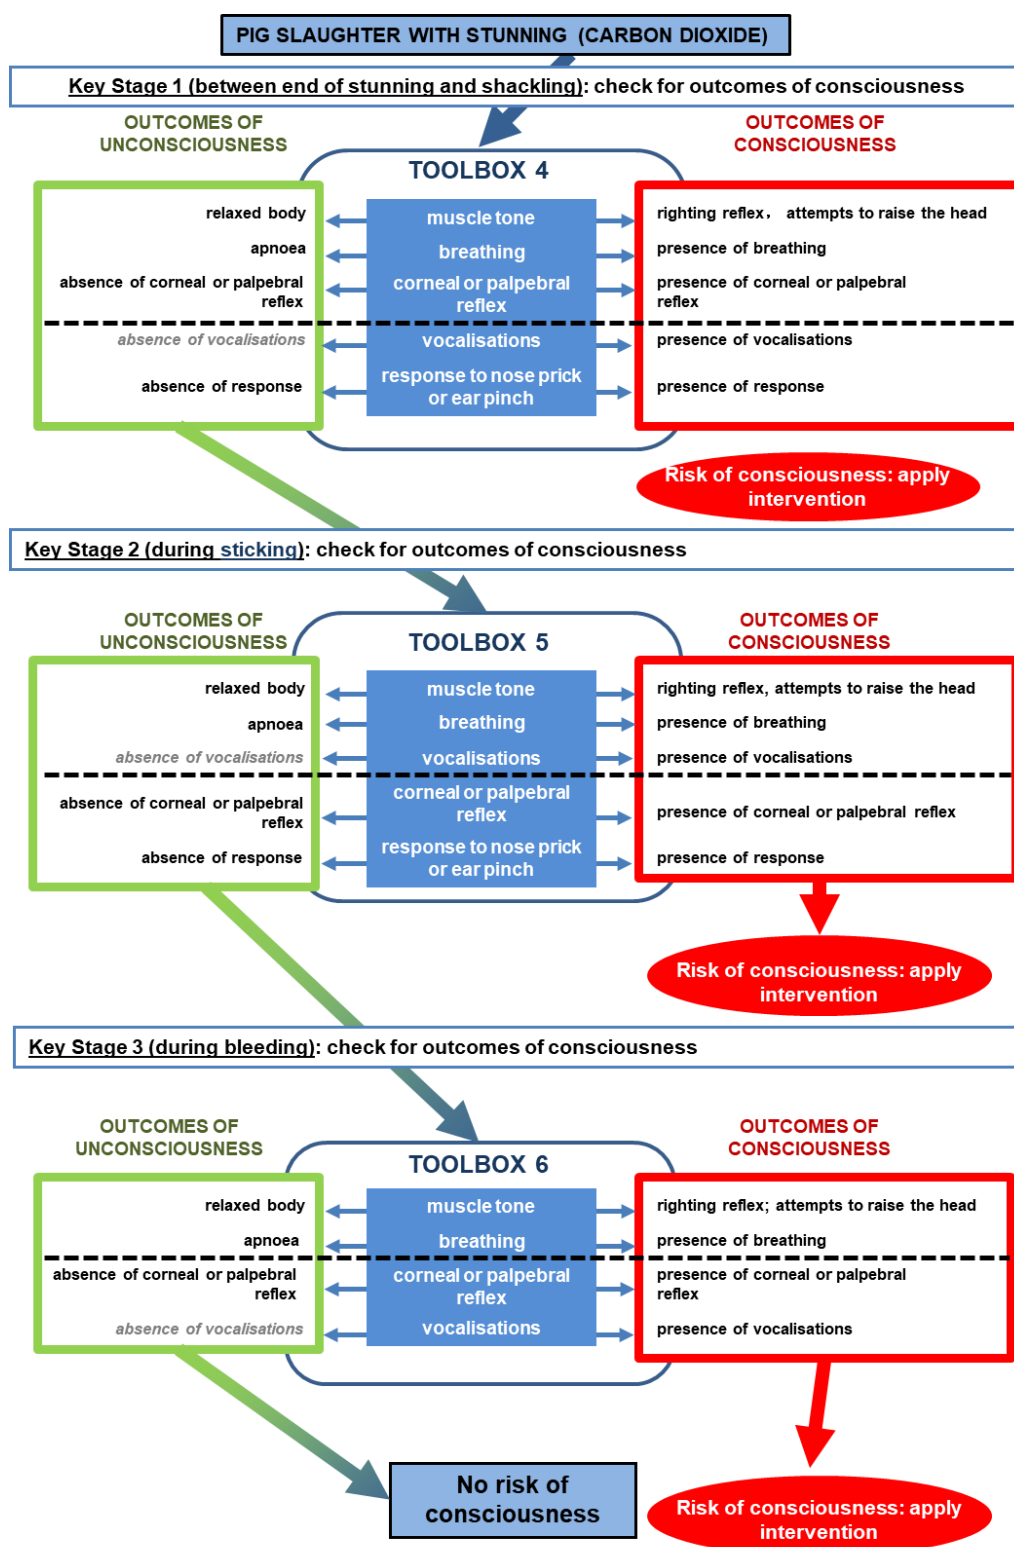 PIG SLAUGHTER WITH STUNNING (CARBON DIOXIDE)
Key Stage 1 (between end of stunning and shackling): check for outcomes of consciousness
OUTCOMES OF
UNCONSCIOUSNESS
OUTCOMES OF
CONSCIOUSNESS
TOOLBOX 4
relaxed body
muscle tone
righting reflex， attempts to raise the head
apnoea
breathing
presence of breathing
absence of corneal or palpebral
reflex
corneal or palpebral
reflex
presence of corneal or palpebral
reflex
absence of vocalisations
vocalisations
presence of vocalisations
absence of response
response to nose prick
or ear pinch
presence of response
Risk of consciousness: apply
intervention
Key Stage 2 (during sticking): check for outcomes of consciousness
OUTCOMES OF
UNCONSCIOUSNESS
OUTCOMES OF
CONSCIOUSNESS
TOOLBOX 5
relaxed body
muscle tone
righting reflex, attempts to raise the head
apnoea
breathing
presence of breathing
absence of vocalisations
vocalisations
presence of vocalisations
absence of corneal or palpebral
reflex
corneal or palpebral
reflex
presence of corneal or palpebral reflex
absence of response
response to nose prick
or ear pinch
presence of response
Risk of consciousness: apply
intervention
Key Stage 3 (during bleeding): check for outcomes of consciousness
OUTCOMES OF
UNCONSCIOUSNESS
OUTCOMES OF
CONSCIOUSNESS
TOOLBOX 6
relaxed body
muscle tone
righting reflex; attempts to raise the head
apnoea
breathing
presence of breathing
absence of corneal or palpebral
reflex
corneal or palpebral
reflex
presence of corneal or palpebral
reflex
absence of vocalisations
vocalisations
presence of vocalisations
No risk of
consciousness
Risk of consciousness: apply
intervention